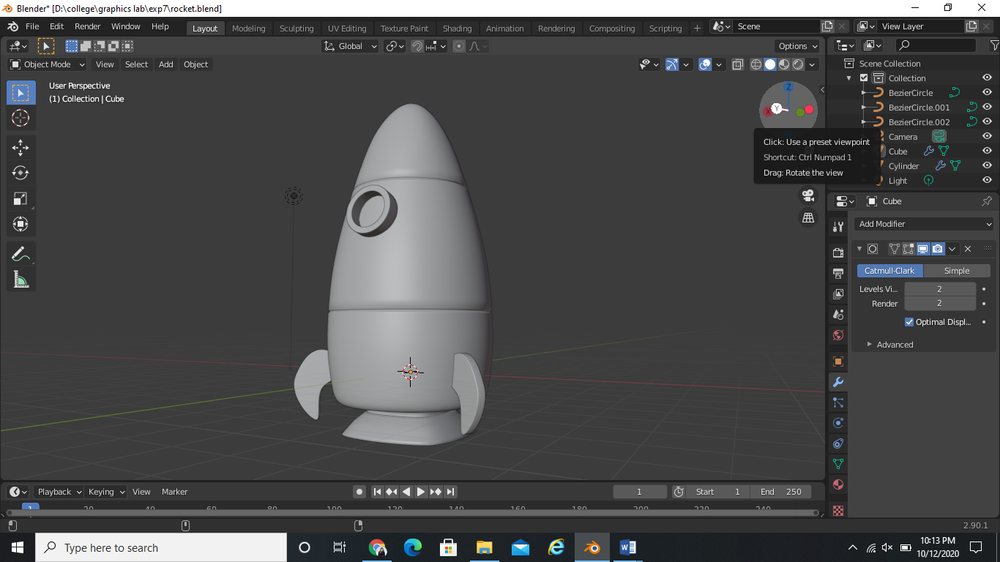 Blender* [D:\college\graphics lab\exp7\rocket.blend]
File Edit Render Window Help Layout Modeling Sculpting UV Editing Texture Paint Shading Animation Rendering Compositing Scripting + Scene View Layer
Global Options
Object Mode View Select Add Object
User Perspective
(1) Collection | Cube
Z
X
Y
Click: Use a preset viewpoint
Shortcut: Ctrl Numpad 1
Drag: Rotate the view
Scene Collection
Collection
BezierCircle
BezierCircle.001
BezierCircle.002
Camera
Cube
Cylinder
Light
Cube
Add Modifier
Catmull-Clark Simple
Levels Vi... 2
Render 2
Optimal Displ...
Advanced
Playback Keying View Marker 1 Start 1 End 250
1 20 40 60 80 100 120 140 160 180 200 220 240
2.90.1
Type here to search
10:13 PM
10/12/2020